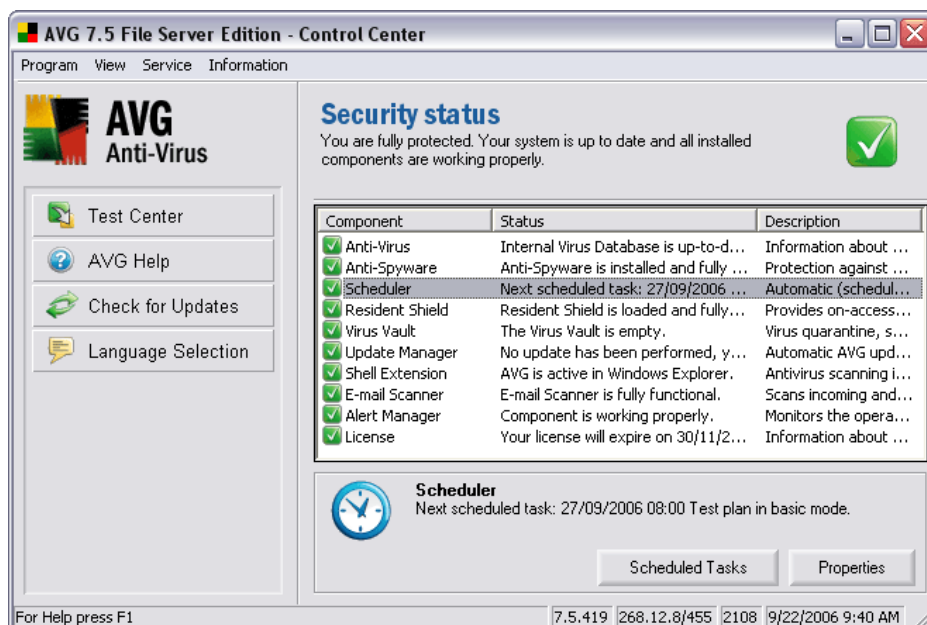 AVG 7.5 File Server Edition - Control Center
Program View Service Information
AVG
Anti-Virus
Test Center
AVG Help
Check for Updates
Language Selection
Security status
You are fully protected. Your system is up to date and all installed
components are working properly.
Component Status Description
Anti-Virus Internal Virus Database is up-to-d... Information about ...
Anti-Spyware Anti-Spyware is installed and fully ... Protection against ...
Scheduler Next scheduled task: 27/09/2006 ... Automatic (schedul...
Resident Shield Resident Shield is loaded and fully... Provides on-access...
Virus Vault The Virus Vault is empty. Virus quarantine, s...
Update Manager No update has been performed, y... Automatic AVG upd...
Shell Extension AVG is active in Windows Explorer. Antivirus scanning i...
E-mail Scanner E-mail Scanner is fully functional. Scans incoming and...
Alert Manager Component is working properly. Monitors the opera...
License Your license will expire on 30/11/2... Information about ...
Scheduler
Next scheduled task: 27/09/2006 08:00 Test plan in basic mode.
Scheduled Tasks Properties
For Help press F1 7.5.419 268.12.8/455 2108 9/22/2006 9:40 AM